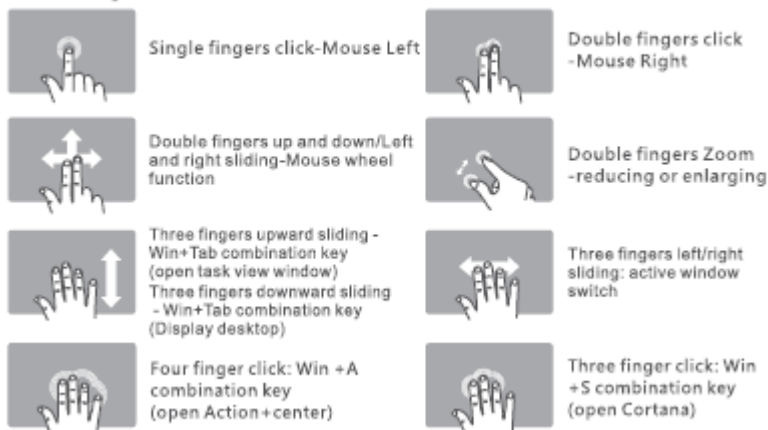 Single fingers click-Mouse Left
Double fingers click
-Mouse Right
Double fingers up and down/Left
and right sliding-Mouse wheel
function
Double fingers Zoom
-reducing or enlarging
Three fingers upward sliding -
Win+Tab combination key
(open task view window)
Three fingers downward sliding
- Win+Tab combination key
(Display desktop)
Three fingers left/right
sliding: active window
switch
Four finger click: Win +A
combination key
(open Action+center)
Three finger click: Win
+S combination key
(open Cortana)